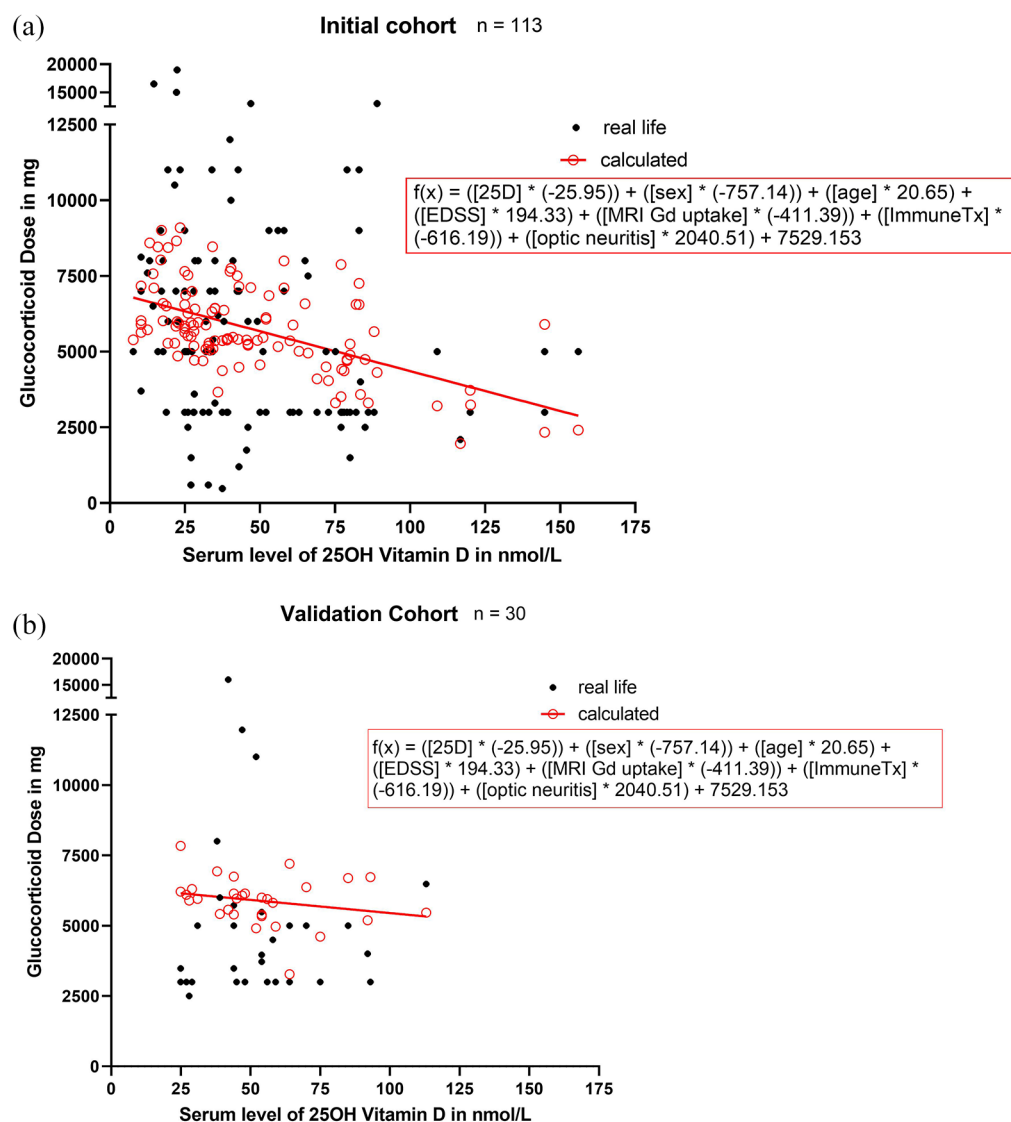 (a)
Initial cohort n = 113
20000
15000
12500
10000
7500
5000
2500
0
Glucocorticoid Dose in mg
real life
calculated
f(x) = ([25D] * (-25.95)) + ([sex] * (-757.14)) + ([age] * 20.65) +
([EDSS] * 194.33) + ([MRI Gd uptake] * (-411.39)) + ([ImmuneTx] *
(-616.19)) + ([optic neuritis] * 2040.51) + 7529.153
0 25 50 75 100 125 150 175
Serum level of 25OH Vitamin D in nmol/L
(b)
Validation Cohort n = 30
20000
15000
12500
10000
7500
5000
2500
0
Glucocorticoid Dose in mg
real life
calculated
f(x) = ([25D] * (-25.95)) + ([sex] * (-757.14)) + ([age] * 20.65) +
([EDSS] * 194.33) + ([MRI Gd uptake] * (-411.39)) + ([ImmuneTx] *
(-616.19)) + ([optic neuritis] * 2040.51) + 7529.153
0 25 50 75 100 125 150 175
Serum level of 25OH Vitamin D in nmol/L